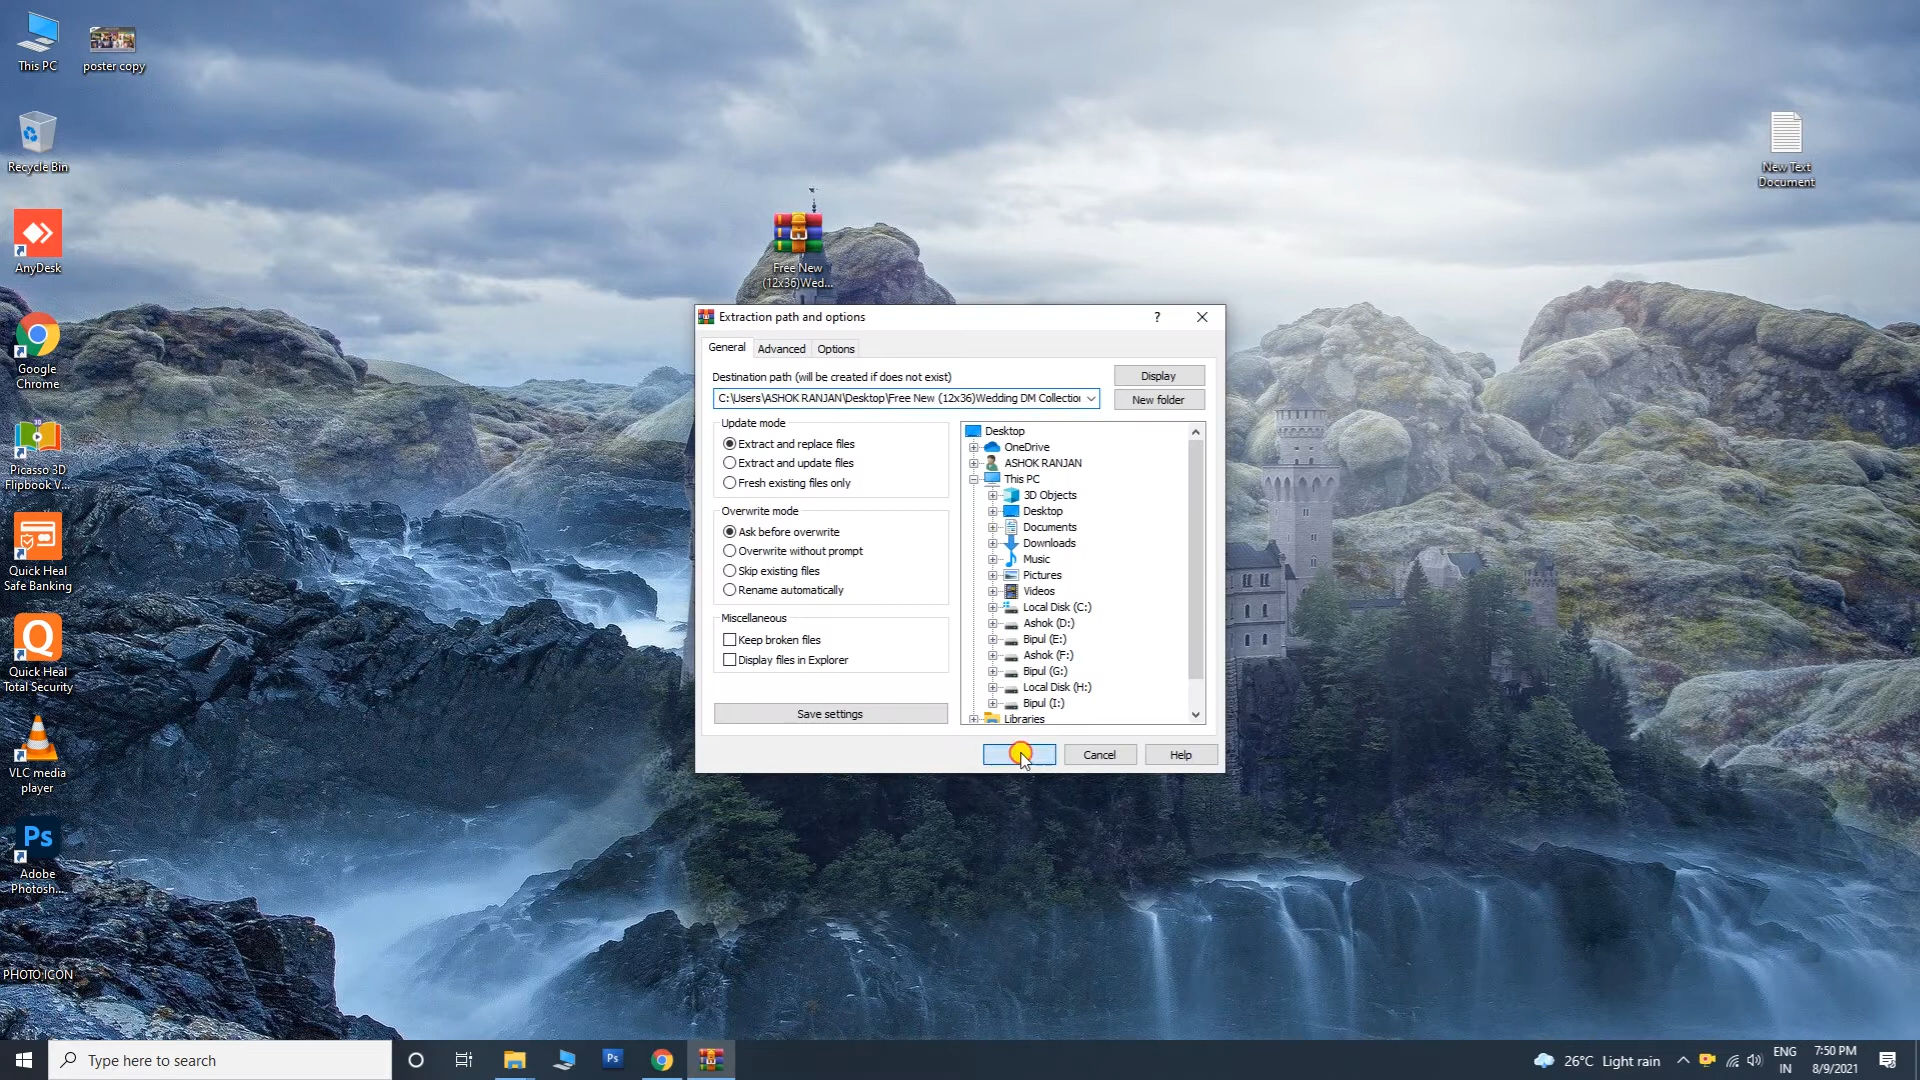 This PC
poster copy
Recycle Bin
AnyDesk
Google
Chrome
3D
Picasso 3D
Flipbook V...
Quick Heal
Safe Banking
Quick Heal
Total Security
VLC media
player
Ps
Adobe
Photosh...
PHOTO ICON
New Text
Document
Free New
(12x36)Wed...
Extraction path and options
?
General
Advanced
Options
Destination path (will be created if does not exist)
C:\Users\ASHOK RANJAN\Desktop\Free New (12x36)Wedding DM Collection
Display
New folder
Update mode
Extract and replace files
Extract and update files
Fresh existing files only
Overwrite mode
Ask before overwrite
Overwrite without prompt
Skip existing files
Rename automatically
Miscellaneous
Keep broken files
Display files in Explorer
Save settings
Desktop
OneDrive
ASHOK RANJAN
This PC
3D Objects
Desktop
Documents
Downloads
Music
Pictures
Videos
Local Disk (C:)
Ashok (D:)
Bipul (E:)
Ashok (F:)
Bipul (G:)
Local Disk (H:)
Bipul (I:)
Libraries
Cancel
Help
Type here to search
Ps
26°C Light rain
ENG
IN
7:50 PM
8/9/2021